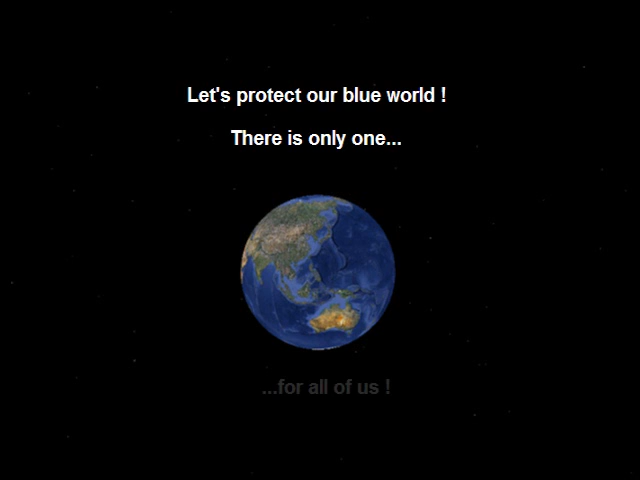 Let's protect our blue world !
There is only one...
...for all of us !